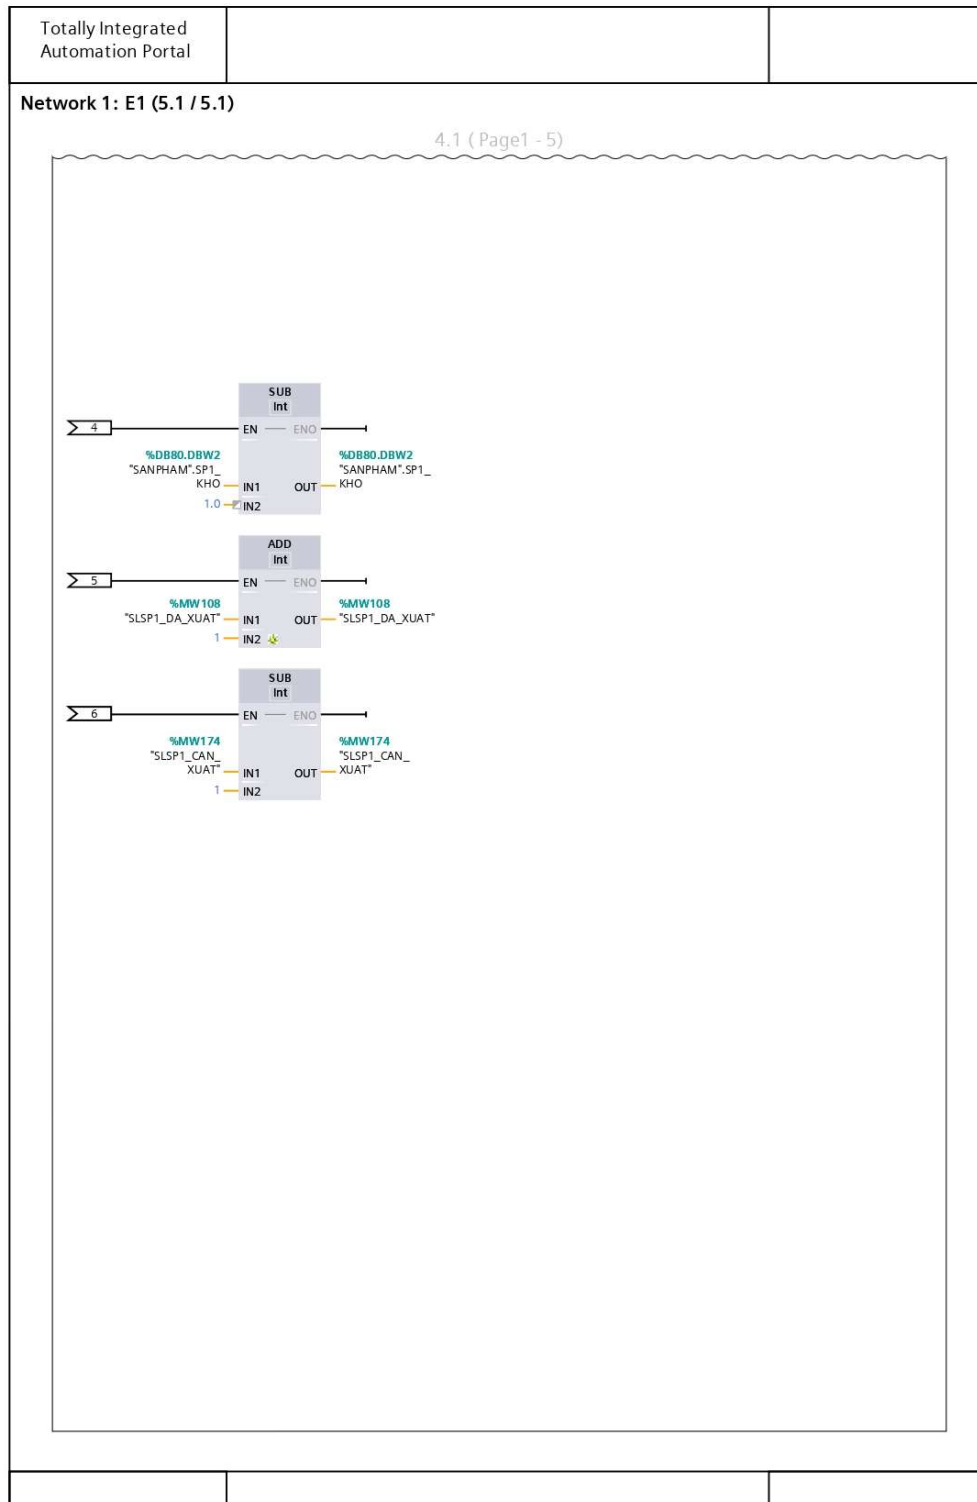 Totally Integrated
Automation Portal
Network 1: E1 (5.1 / 5.1)
4.1 ( Page1 - 5)
SUB
Int
4
EN
ENO
%DB80.DBW2
%DB80.DBW2
"SANPHAM".SP1_
"SANPHAM".SP1_
KHO
IN1
OUT
KHO
1.0
IN2
ADD
Int
5
EN
ENO
%MW108
%MW108
"SLSP1_DA_XUAT"
IN1
OUT
"SLSP1_DA_XUAT"
1
IN2
SUB
Int
6
EN
ENO
%MW174
%MW174
"SLSP1_CAN_
"SLSP1_CAN_
XUAT"
IN1
OUT
XUAT"
1
IN2